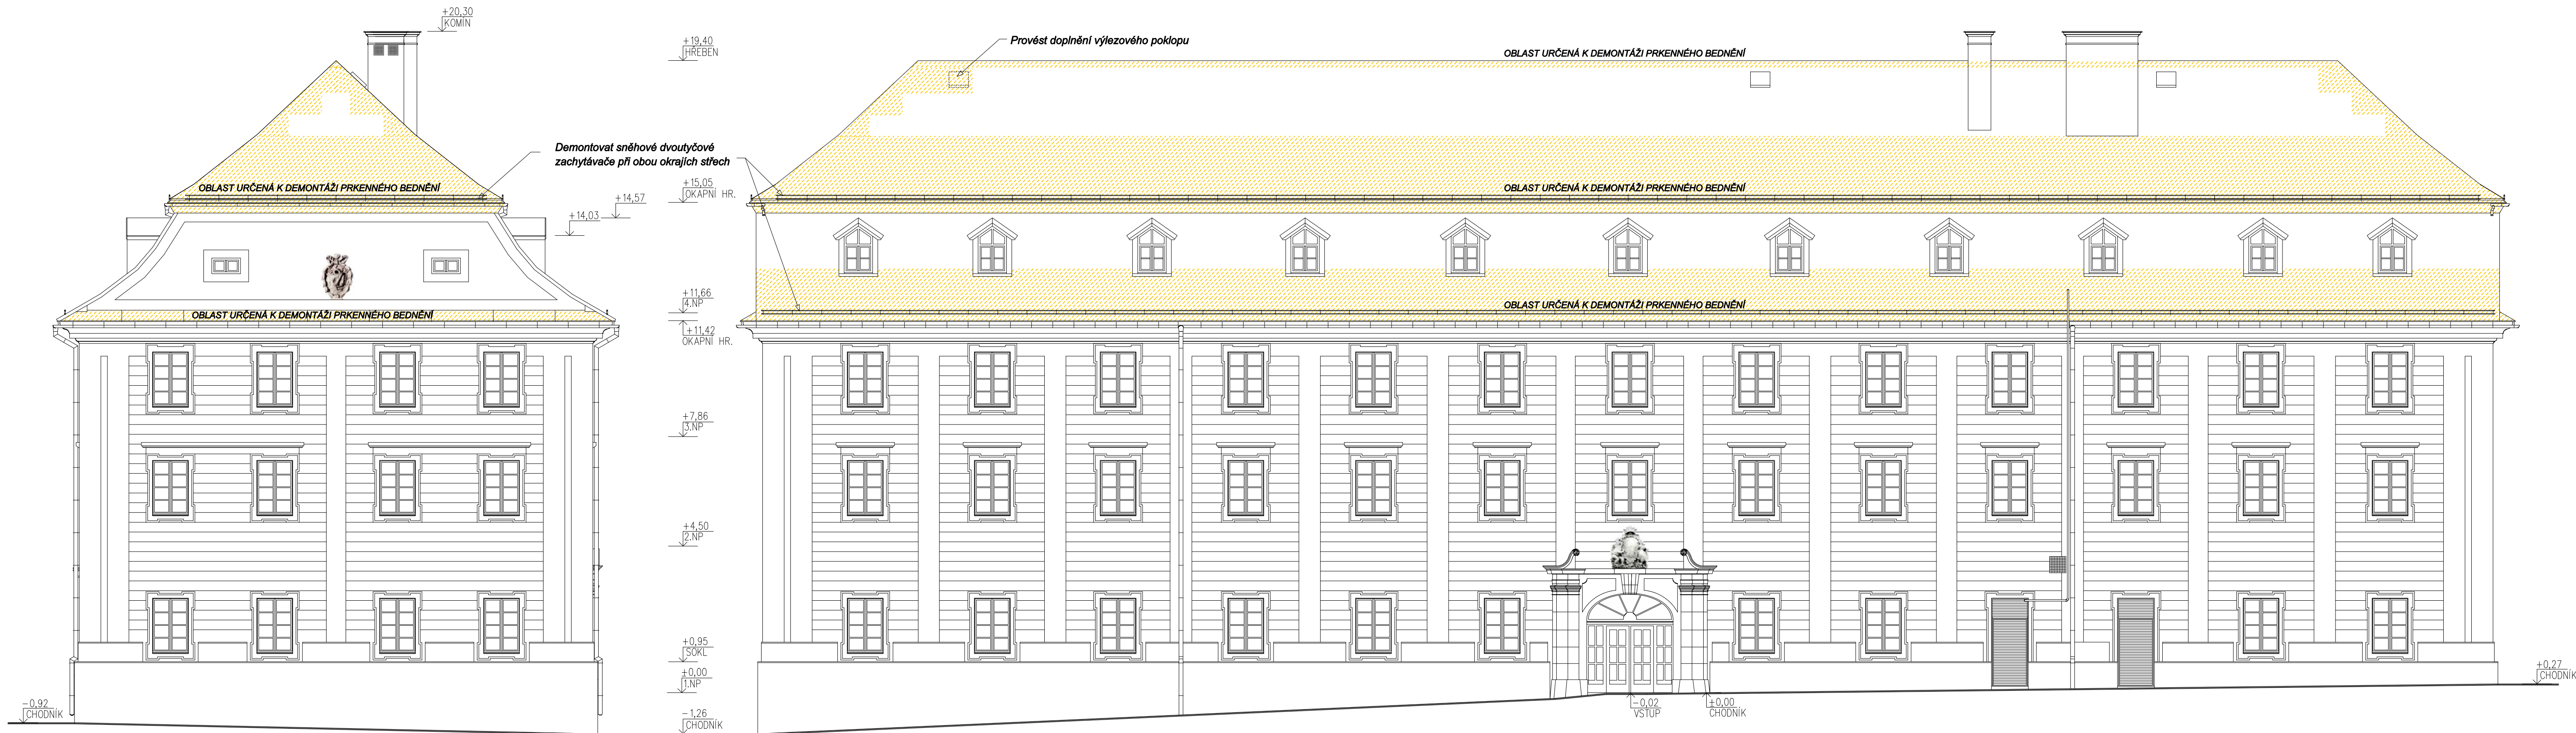 +20,30
KOMÍN
+19,40
HŘEBEN
Provést doplnění výlezového poklopu
OBLAST URČENÁ K DEMONTÁŽI PRKENNÉHO BEDNĚNÍ
Demontovat sněhové dvoutyčové
zachytávače při obou okrajích střech
OBLAST URČENÁ K DEMONTÁŽI PRKENNÉHO BEDNĚNÍ
+15,05
OKAPNÍ HR.
OBLAST URČENÁ K DEMONTÁŽI PRKENNÉHO BEDNĚNÍ
+14,57
+14,03
+11,66
4.NP
OBLAST URČENÁ K DEMONTÁŽI PRKENNÉHO BEDNĚNÍ
OBLAST URČENÁ K DEMONTÁŽI PRKENNÉHO BEDNĚNÍ
+11,42
OKAPNÍ HR.
+7,86
3.NP
+4,50
2.NP
+0,95
SOKL
±0,00
1.NP
+0,27
CHODNÍK
-0,92
CHODNÍK
-1,26
CHODNÍK
-0,02
VSTUP
±0,00
CHODNÍK